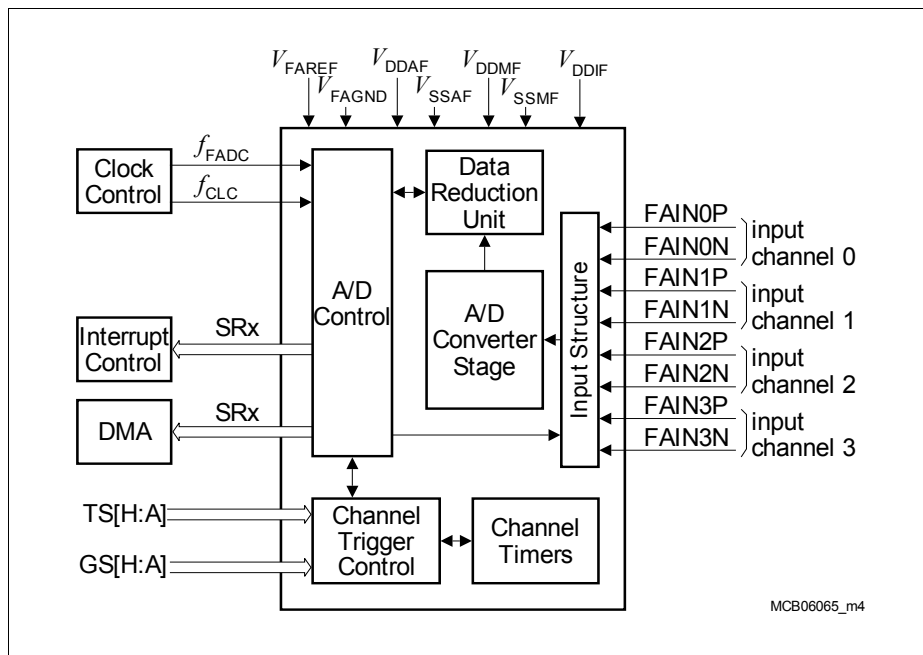 VFAREF
VDDAF
VDDMF
VDDIF
VFAGND
VSSAF
VSSMF
Clock
Control
fFADC
fCLC
A/D
Control
Data
Reduction
Unit
A/D
Converter
Stage
Input Structure
FAIN0P
FAIN0N
input
channel 0
FAIN1P
FAIN1N
input
channel 1
FAIN2P
FAIN2N
input
channel 2
FAIN3P
FAIN3N
input
channel 3
Interrupt
Control
SRx
DMA
SRx
TS[H:A]
GS[H:A]
Channel
Trigger
Control
Channel
Timers
MCB06065_m4